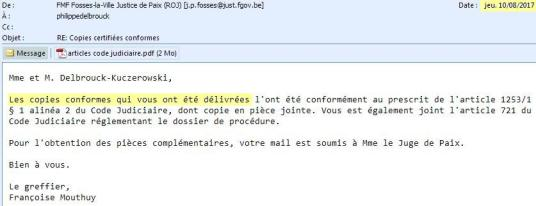 De : FMF Fosses-la-Ville Justice de Paix (ROJ) [j.p.fosses@just.fgov.be] Date : jeu. 10/08/2017
À : philippedelbrouck
Cc :
Objet : RE: Copies certifiées conformes
Message articles code judiciaire.pdf (2 Mo)
Mme et M. Delbrouck-Kuczerowski,
Les copies conformes qui vous ont été délivrées l'ont été conformément au prescrit de l'article 1253/1
§ 1 alinéa 2 du Code Judiciaire, dont copie en pièce jointe. Vous est également joint l'article 721 du
Code Judiciaire réglementant le dossier de procédure.
Pour l'obtention des pièces complémentaires, votre mail est soumis à Mme le Juge de Paix.
Bien à vous.
Le greffier,
Françoise Mouthuy